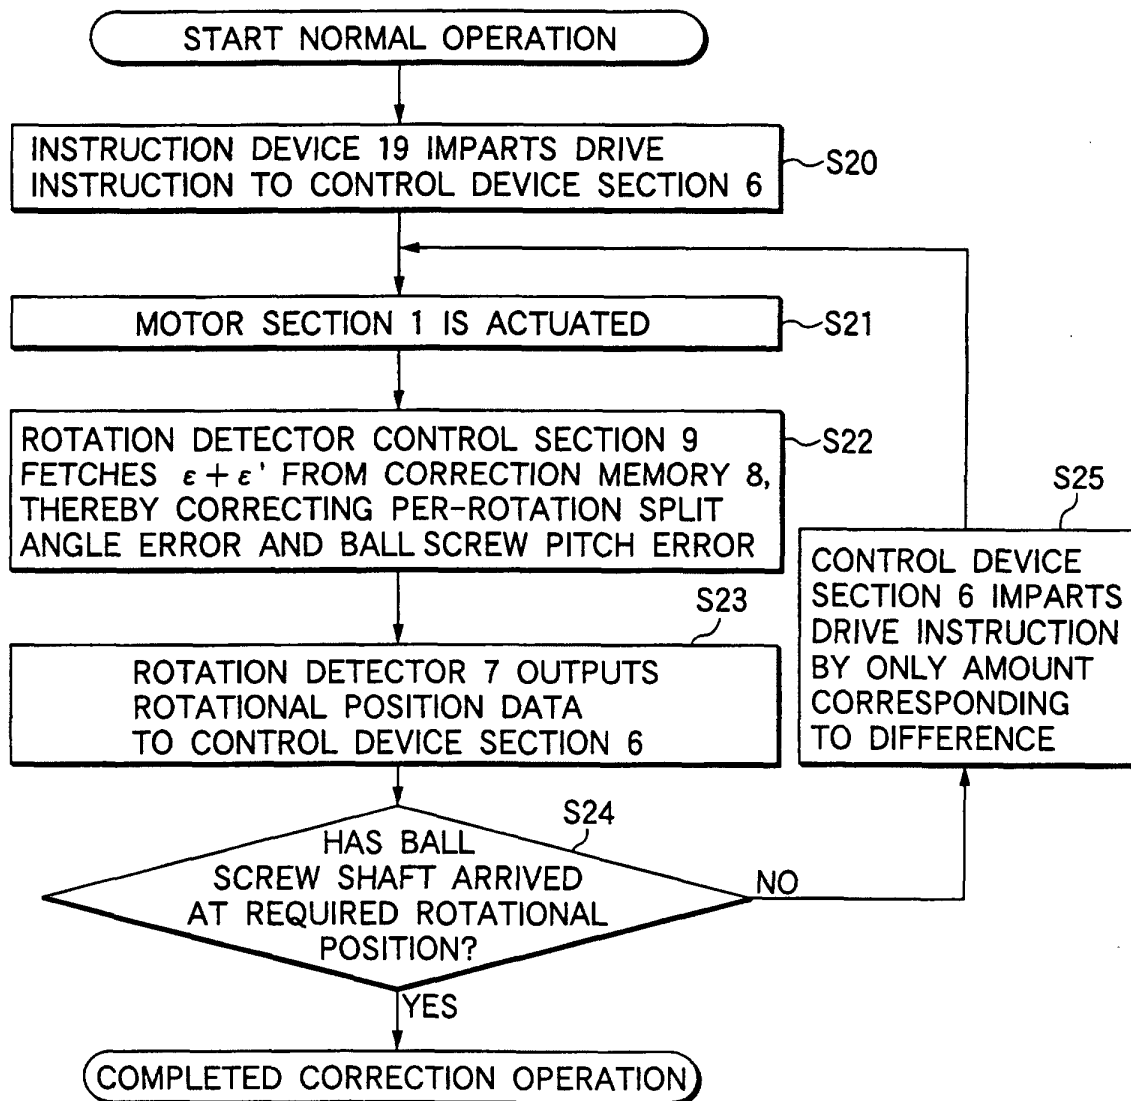 START NORMAL OPERATION
INSTRUCTION DEVICE 19 IMPARTS DRIVE
INSTRUCTION TO CONTROL DEVICE SECTION 6
S20
MOTOR SECTION 1 IS ACTUATED
S21
ROTATION DETECTOR CONTROL SECTION 9
FETCHES ε+ε' FROM CORRECTION MEMORY 8,
THEREBY CORRECTING PER-ROTATION SPLIT
ANGLE ERROR AND BALL SCREW PITCH ERROR
S22
S25
CONTROL DEVICE
SECTION 6 IMPARTS
DRIVE INSTRUCTION
BY ONLY AMOUNT
CORRESPONDING
TO DIFFERENCE
S23
ROTATION DETECTOR 7 OUTPUTS
ROTATIONAL POSITION DATA
TO CONTROL DEVICE SECTION 6
S24
HAS BALL
SCREW SHAFT ARRIVED
AT REQUIRED ROTATIONAL
POSITION?
NO
YES
COMPLETED CORRECTION OPERATION